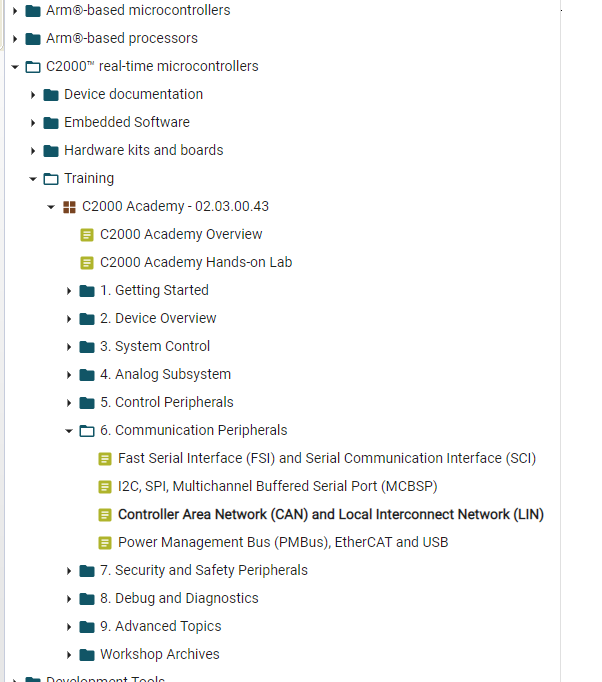 Arm®-based microcontrollers
Arm®-based processors
C2000™ real-time microcontrollers
Device documentation
Embedded Software
Hardware kits and boards
Training
C2000 Academy - 02.03.00.43
C2000 Academy Overview
C2000 Academy Hands-on Lab
1. Getting Started
2. Device Overview
3. System Control
4. Analog Subsystem
5. Control Peripherals
6. Communication Peripherals
Fast Serial Interface (FSI) and Serial Communication Interface (SCI)
I2C, SPI, Multichannel Buffered Serial Port (MCBSP)
Controller Area Network (CAN) and Local Interconnect Network (LIN)
Power Management Bus (PMBus), EtherCAT and USB
7. Security and Safety Peripherals
8. Debug and Diagnostics
9. Advanced Topics
Workshop Archives
Development Tools